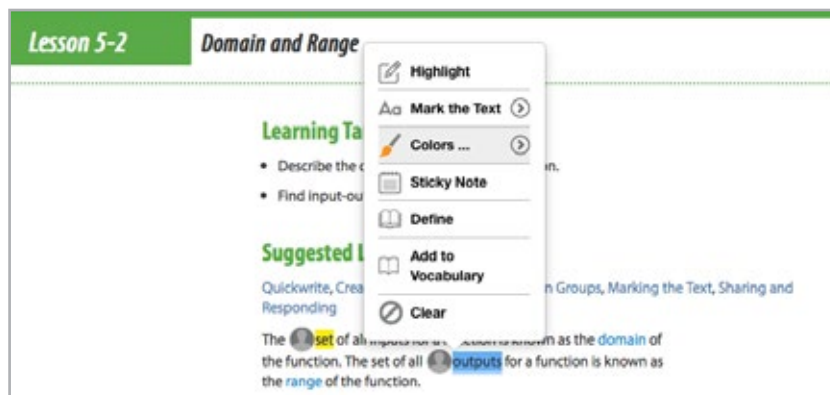 Lesson 5-2
Domain and Range
Highlight
Mark the Text
Colors ...
Sticky Note
Define
Add to
Vocabulary
Clear
Learning Ta
• Describe the
n.
• Find input-ou
Suggested L
Quickwrite, Crea n Groups, Marking the Text, Sharing and
Responding
The set of all inputs for a function is known as the domain of
the function. The set of all outputs for a function is known as
the range of the function.